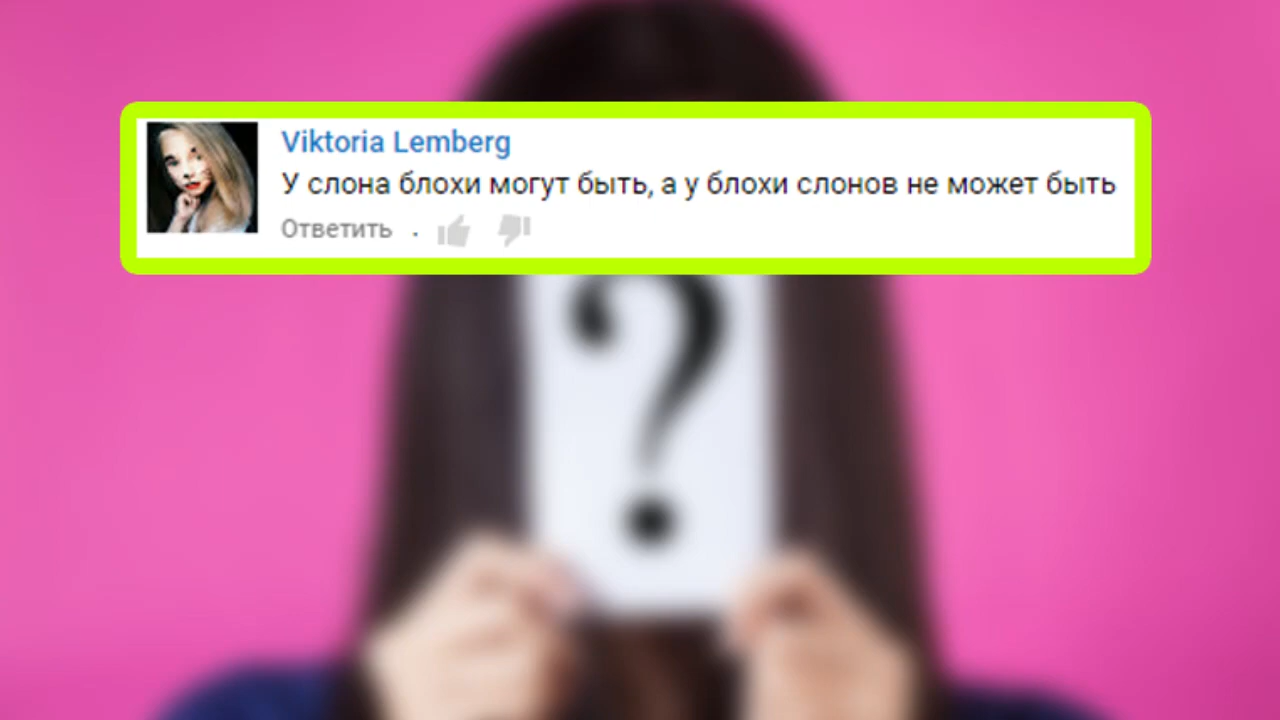 Viktoria Lemberg
У слона блохи могут быть, а у блохи слонов не может быть
Ответить ·
?